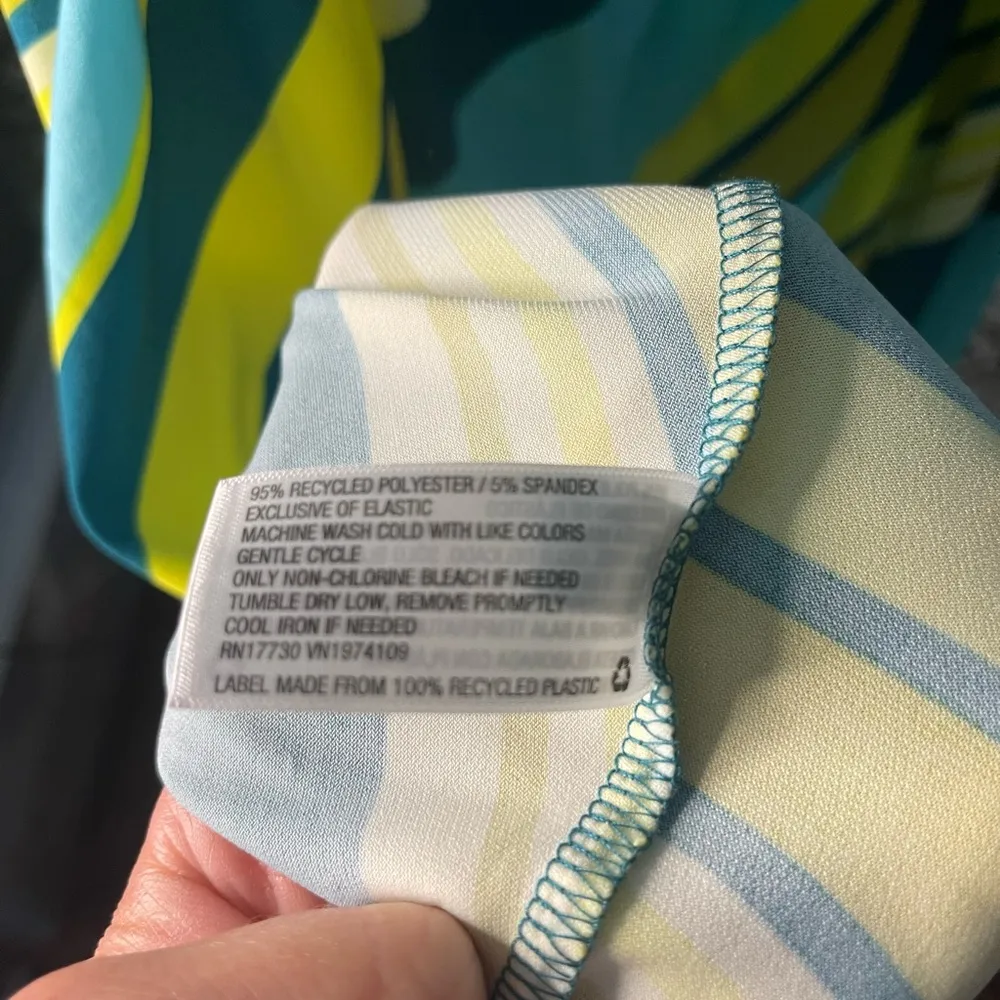 95% RECYCLED POLYESTER / 5% SPANDEX
EXCLUSIVE OF ELASTIC
MACHINE WASH COLD WITH LIKE COLORS
GENTLE CYCLE
ONLY NON-CHLORINE BLEACH IF NEEDED
TUMBLE DRY LOW, REMOVE PROMPTLY
COOL IRON IF NEEDED
RN17730 VN1974109
LABEL MADE FROM 100% RECYCLED PLASTIC